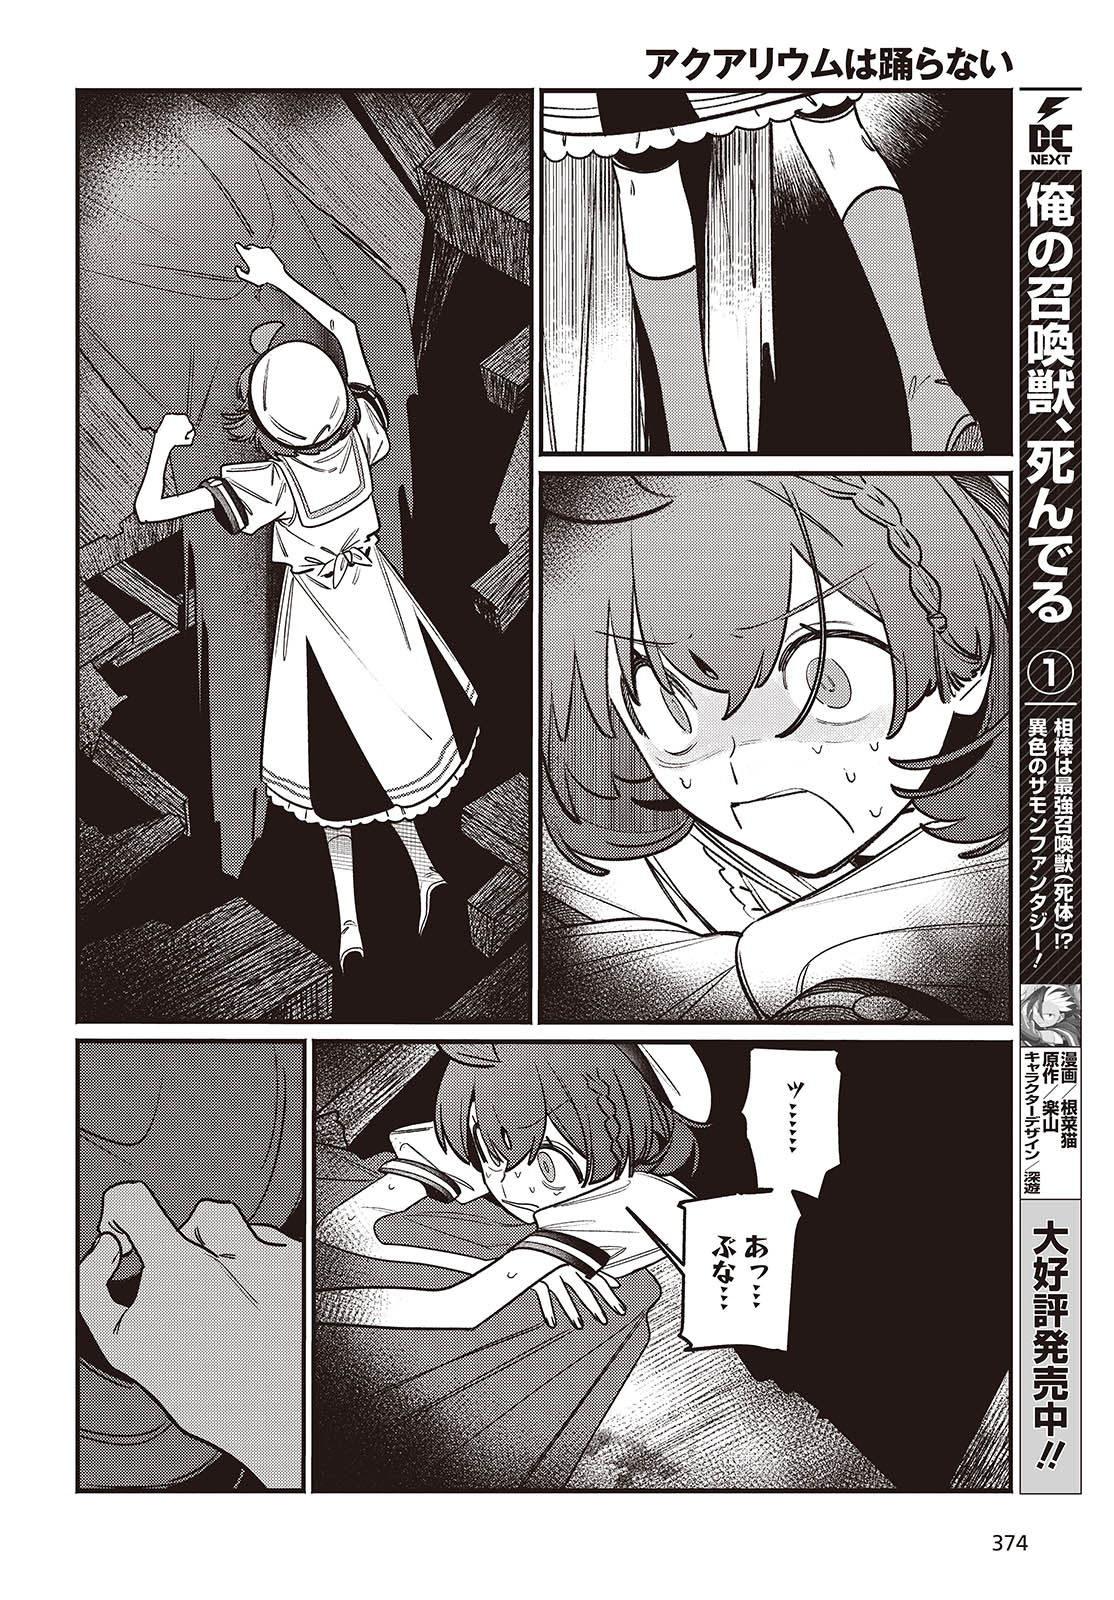 アクアリウムは踊らない
DC
NEXT
俺の召喚獣、死んでる ①
相棒は最強召喚獣(死体)!?
異色のサモンファンタジー!
漫画/根菜猫
原作/楽山
キャラクターデザイン/深遊
大好評発売中!!
ッ………
あっ…
ぶな…
374